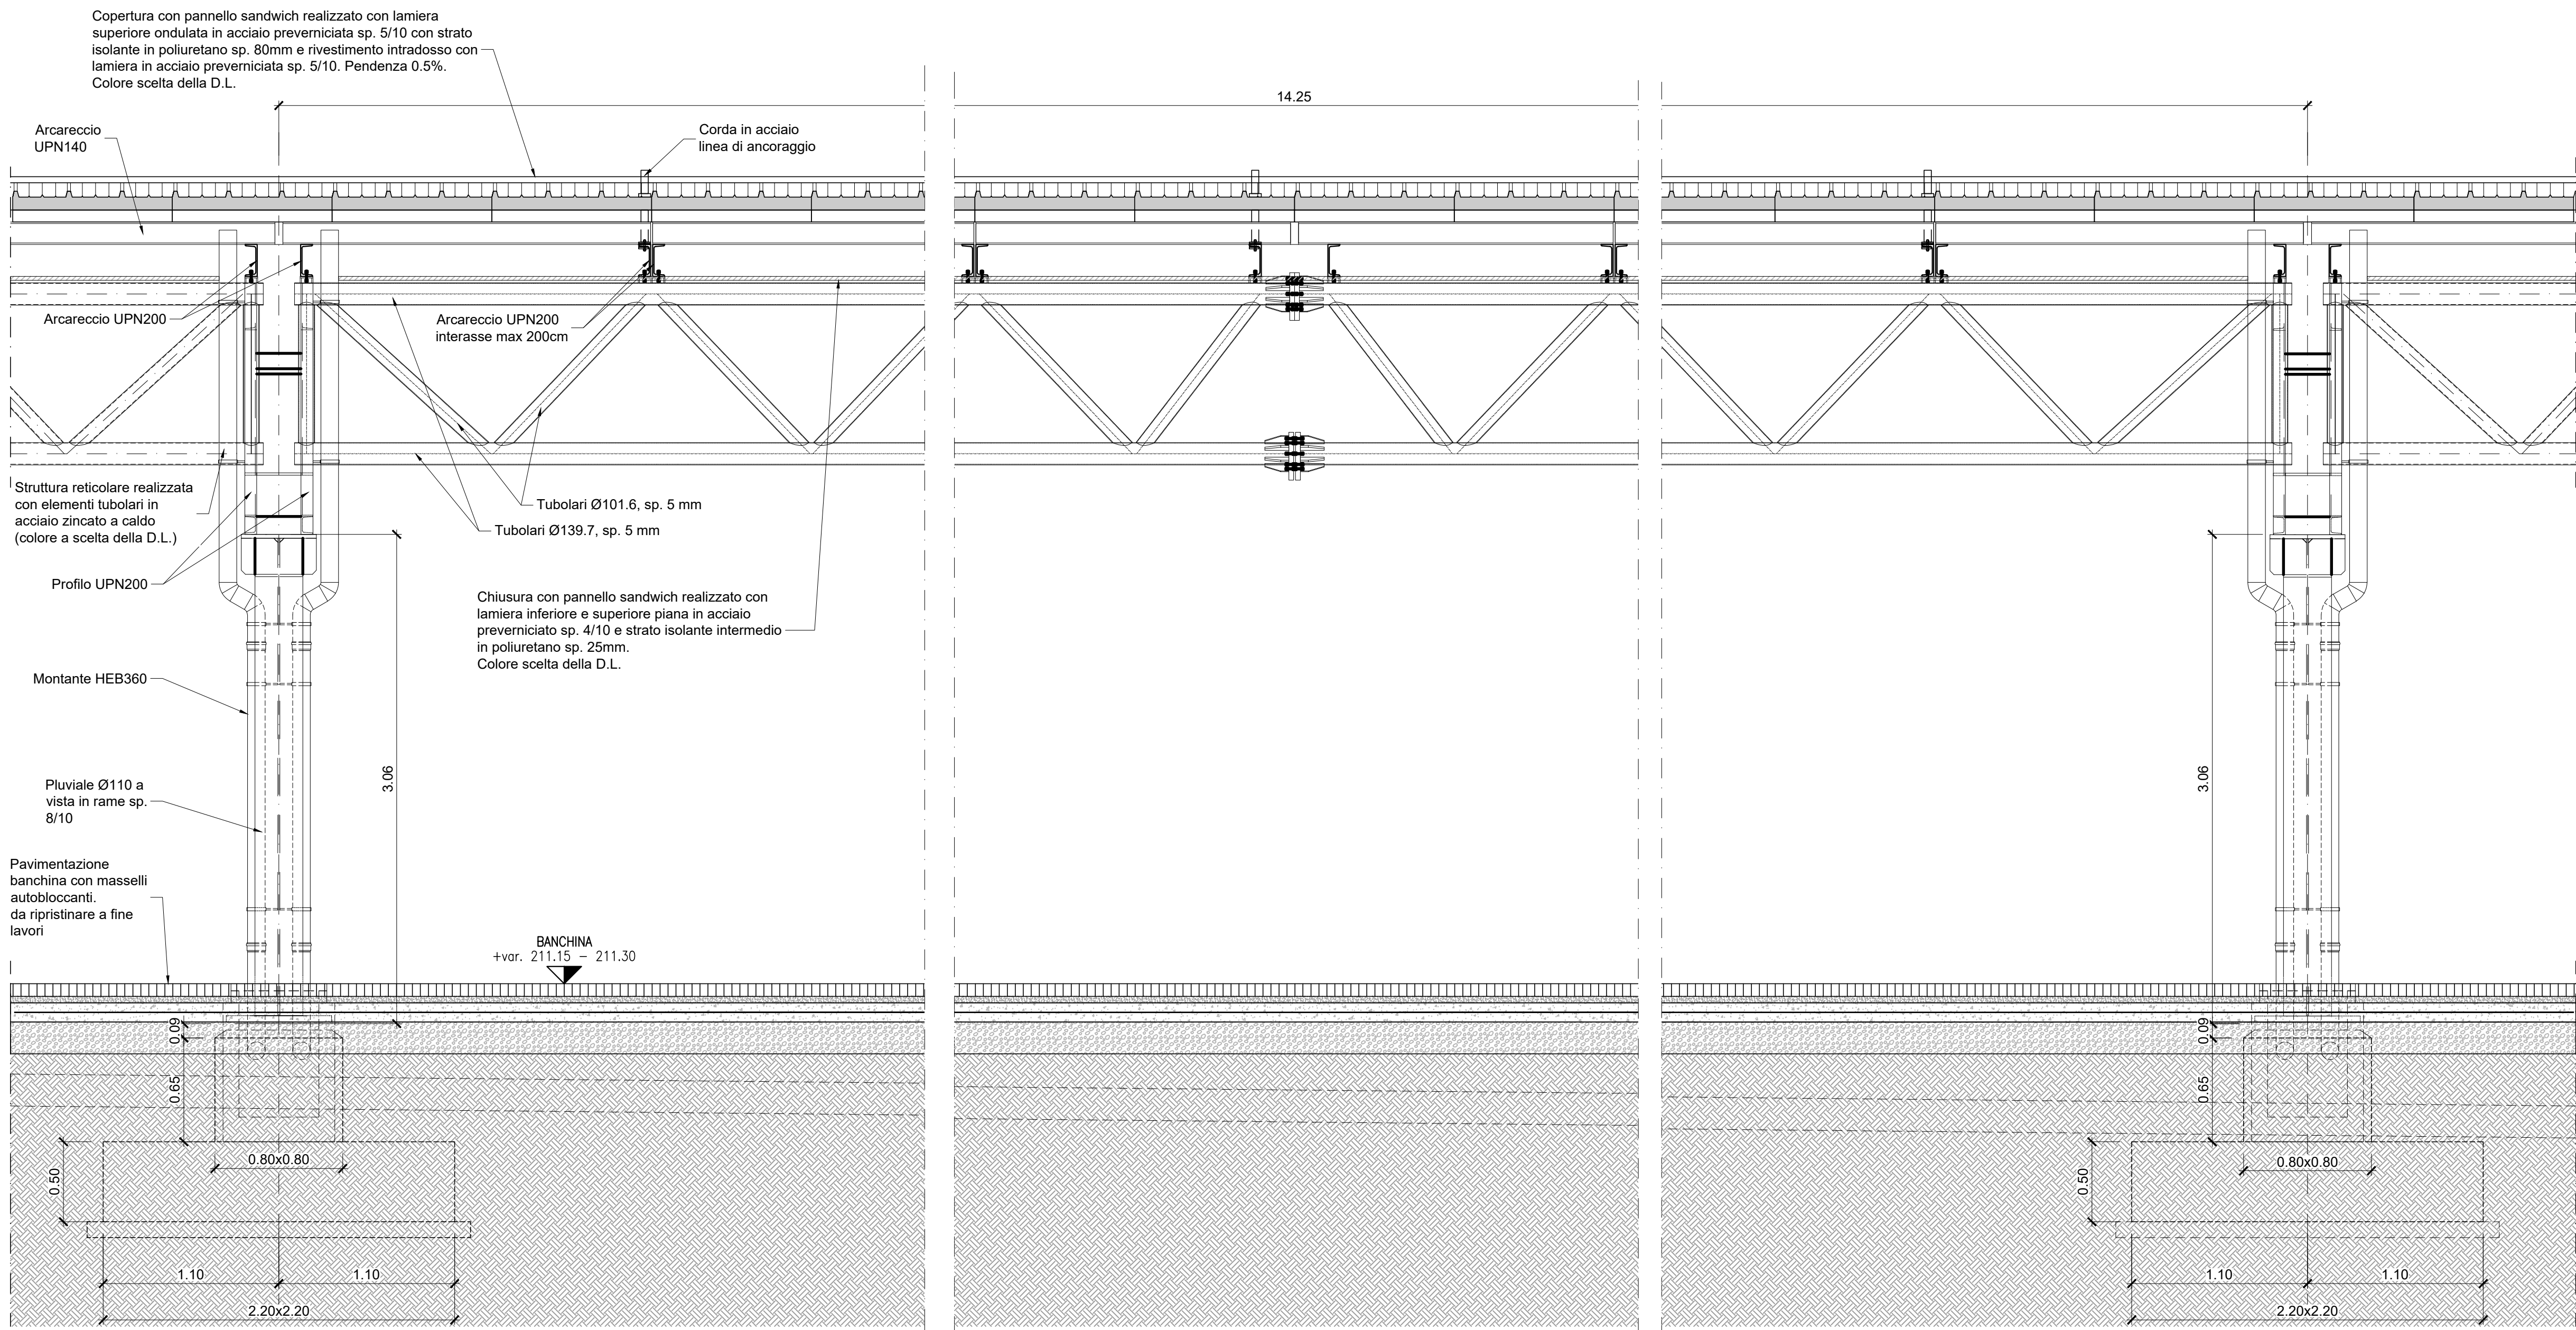 Copertura con pannello sandwich realizzato con lamiera
superiore ondulata in acciaio preverniciata sp. 5/10 con strato
isolante in poliuretano sp. 80mm e rivestimento intradosso con
lamiera in acciaio preverniciata sp. 5/10. Pendenza 0.5%.
Colore scelta della D.L.
14.25
Arcareccio
UPN140
Corda in acciaio
linea di ancoraggio
Arcareccio UPN200
Arcareccio UPN200
interasse max 200cm
Struttura reticolare realizzata
con elementi tubolari in
acciaio zincato a caldo
(colore a scelta della D.L.)
Tubolari Ø101.6, sp. 5 mm
Tubolari Ø139.7, sp. 5 mm
Profilo UPN200
Chiusura con pannello sandwich realizzato con
lamiera inferiore e superiore piana in acciaio
preverniciato sp. 4/10 e strato isolante intermedio
in poliuretano sp. 25mm.
Colore scelta della D.L.
Montante HEB360
3.06
3.06
Pluviale Ø110 a
vista in rame sp.
8/10
Pavimentazione
banchina con masselli
autobloccanti.
da ripristinare a fine
lavori
BANCHINA
+var. 211.15 - 211.30
0.09
0.09
0.65
0.65
0.80x0.80
0.80x0.80
0.50
0.50
1.10
1.10
1.10
1.10
2.20x2.20
2.20x2.20